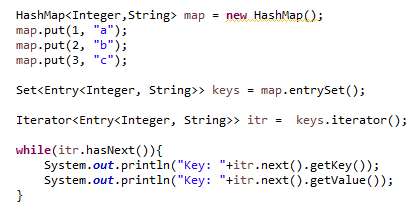 HashMap<Integer,String> map = new HashMap();
map.put(1, "a");
map.put(2, "b");
map.put(3, "c");
Set<Entry<Integer, String>> keys = map.entrySet();
Iterator<Entry<Integer, String>> itr =  keys.iterator();
while(itr.hasNext()){
    System.out.println("Key: "+itr.next().getKey());
    System.out.println("Key: "+itr.next().getValue());
}